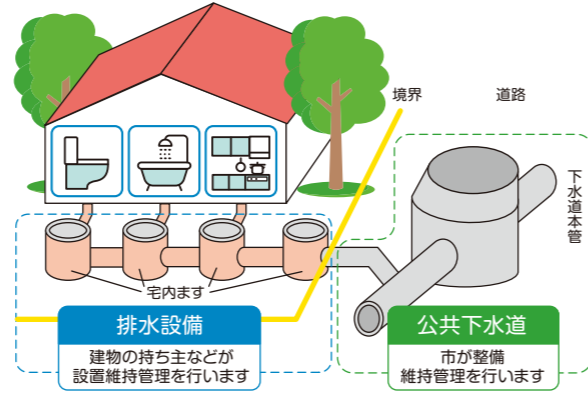 境界
道路
下水道本管
宅内ます
排水設備
建物の持ち主などが
設置維持管理を行います
公共下水道
市が整備
維持管理を行います